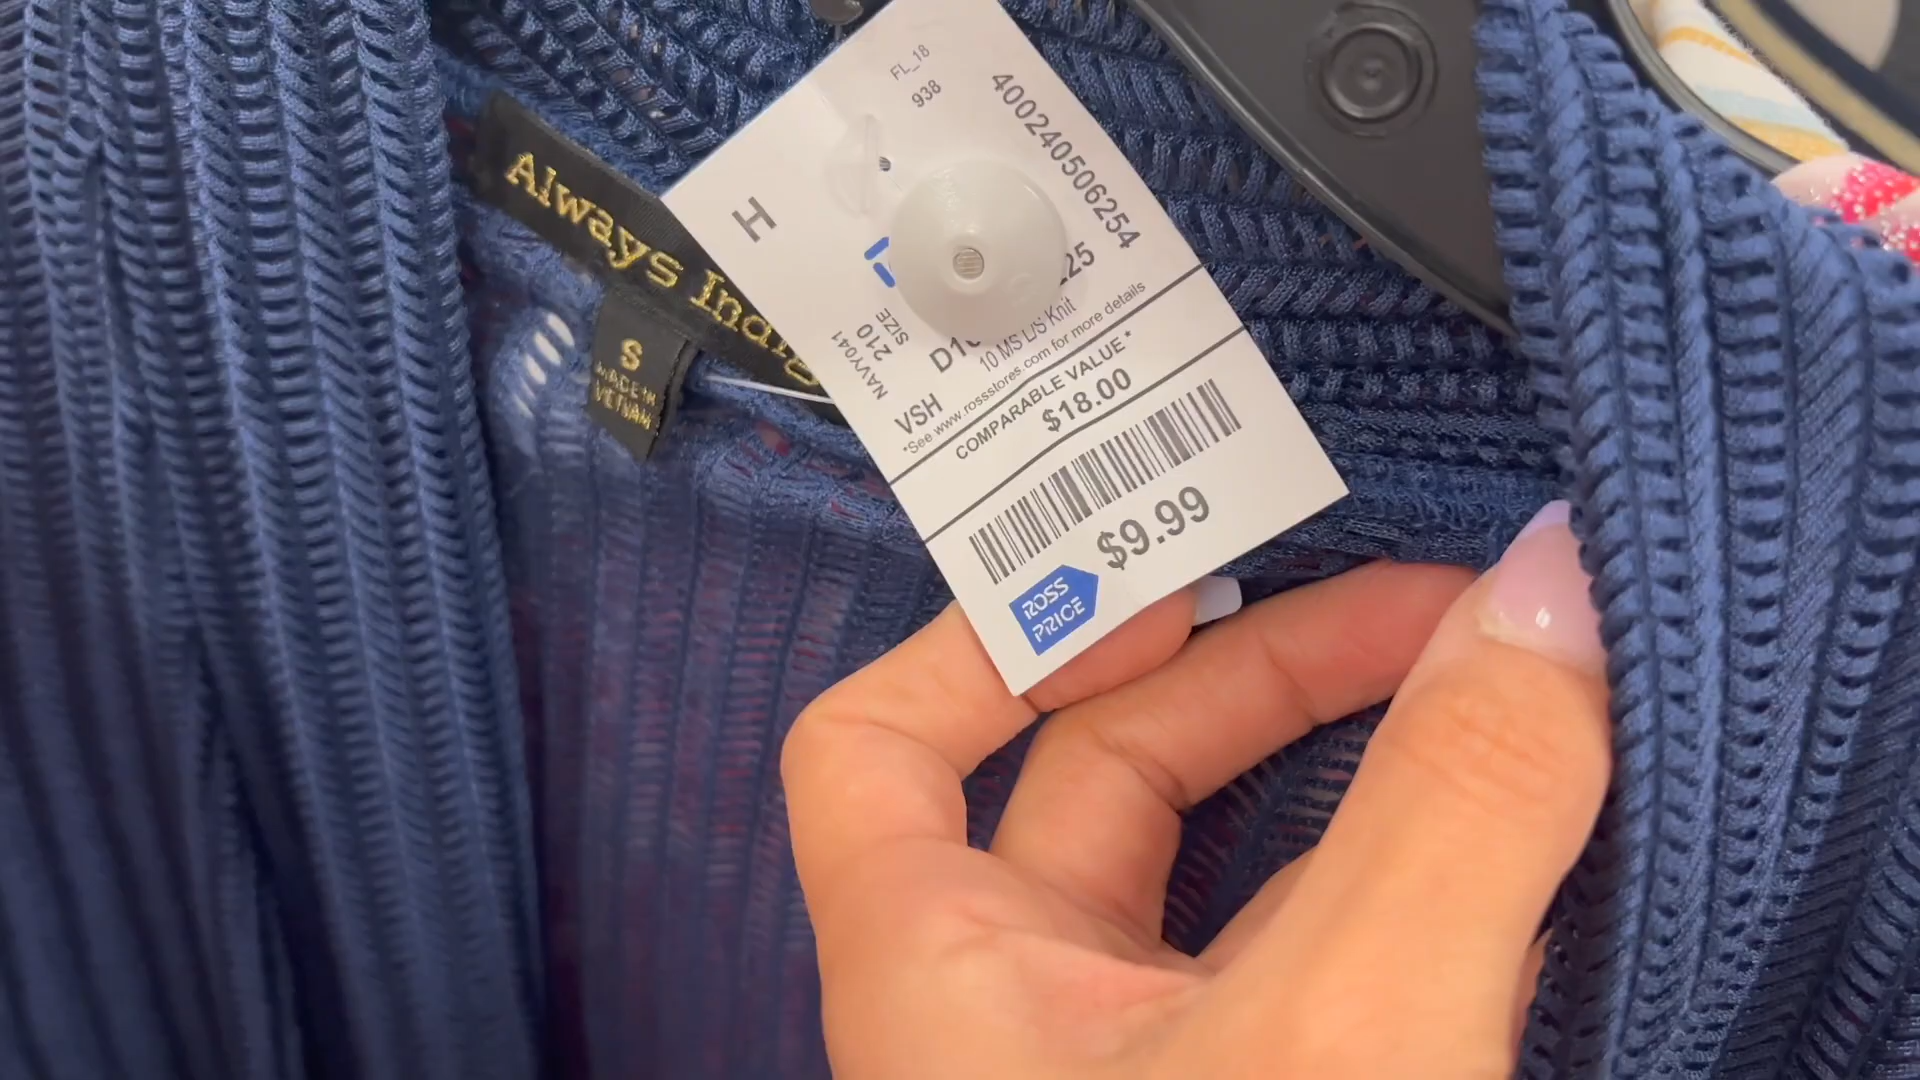 Always
S
MADE IN
VIETNAM
FL_18
938
400240506254
H
25
NAVY041
210
SIZE
10 MS L/S Knit
VSH
*See www.rossstores.com for more details
COMPARABLE VALUE*
$18.00
$9.99
ROSS
PRICE